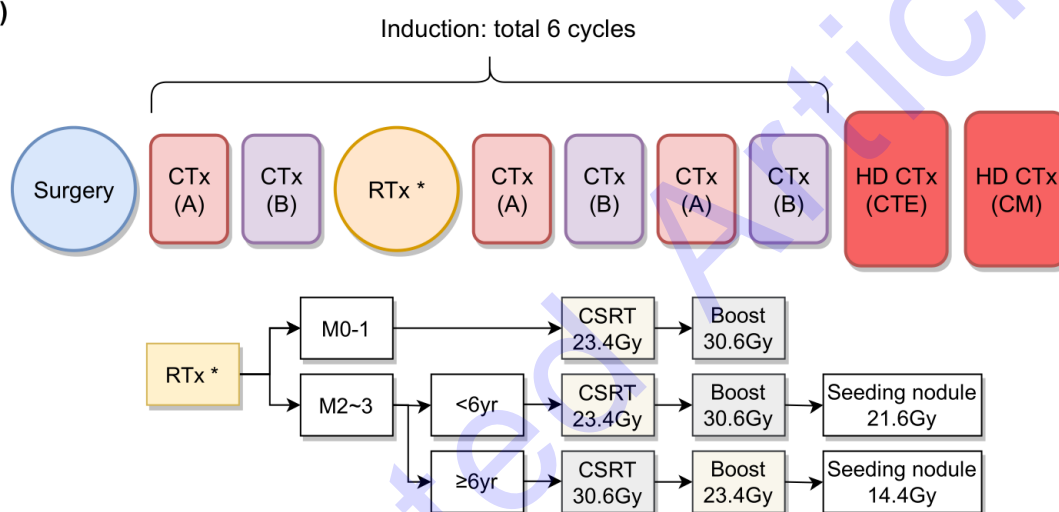 )
Induction: total 6 cycles
Surgery
CTx
(A)
CTx
(B)
RTx *
CTx
(A)
CTx
(B)
CTx
(A)
CTx
(B)
HD CTx
(CTE)
HD CTx
(CM)
RTx *
M0-1
CSRT
23.4Gy
Boost
30.6Gy
M2~3
<6yr
CSRT
23.4Gy
Boost
30.6Gy
Seeding nodule
21.6Gy
≥6yr
CSRT
30.6Gy
Boost
23.4Gy
Seeding nodule
14.4Gy
ted Artic